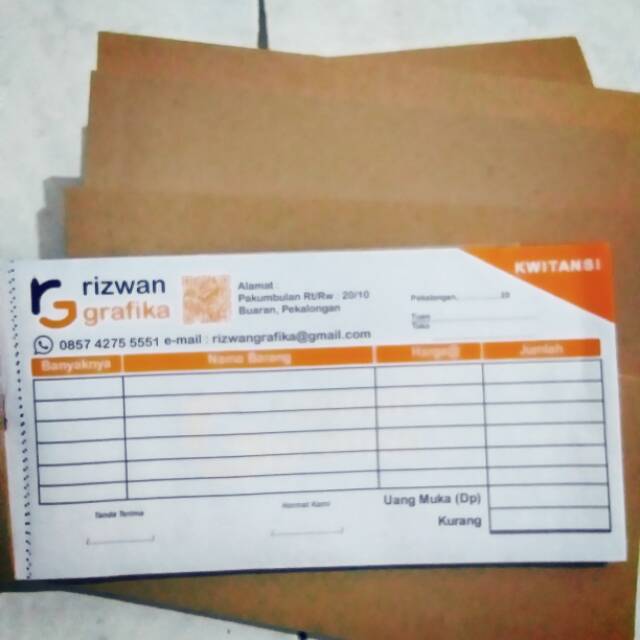 rizwan
grafika
Alamat :
Pakumbulan Rt/Rw : 20/10
Buaran, Pekalongan
0857 4275 5551 e-mail : rizwangrafika@gmail.com
KWITANSI
Pekalongan,..................20
Tuan
Toko
Banyaknya Nama Barang Harga@ Jumlah
Uang Muka (Dp)
Kurang
Tanda Terima
Hormat Kami